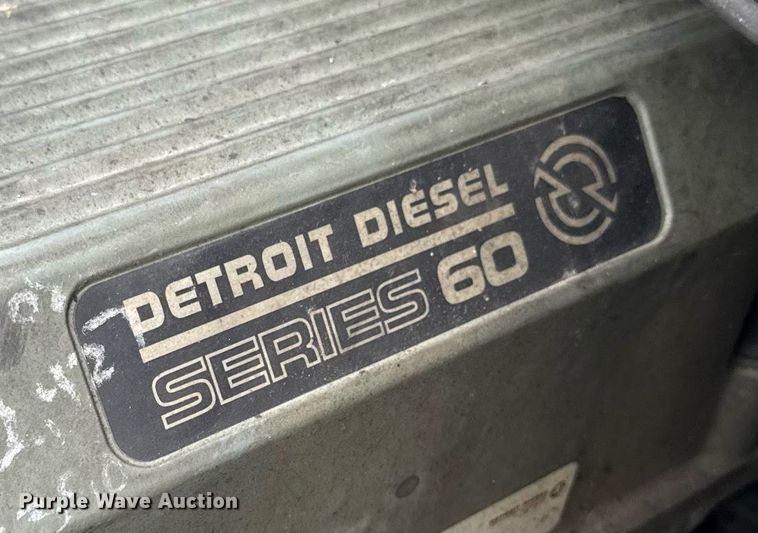 DETROIT DIESEL
SERIES 60
Purple Wave Auction